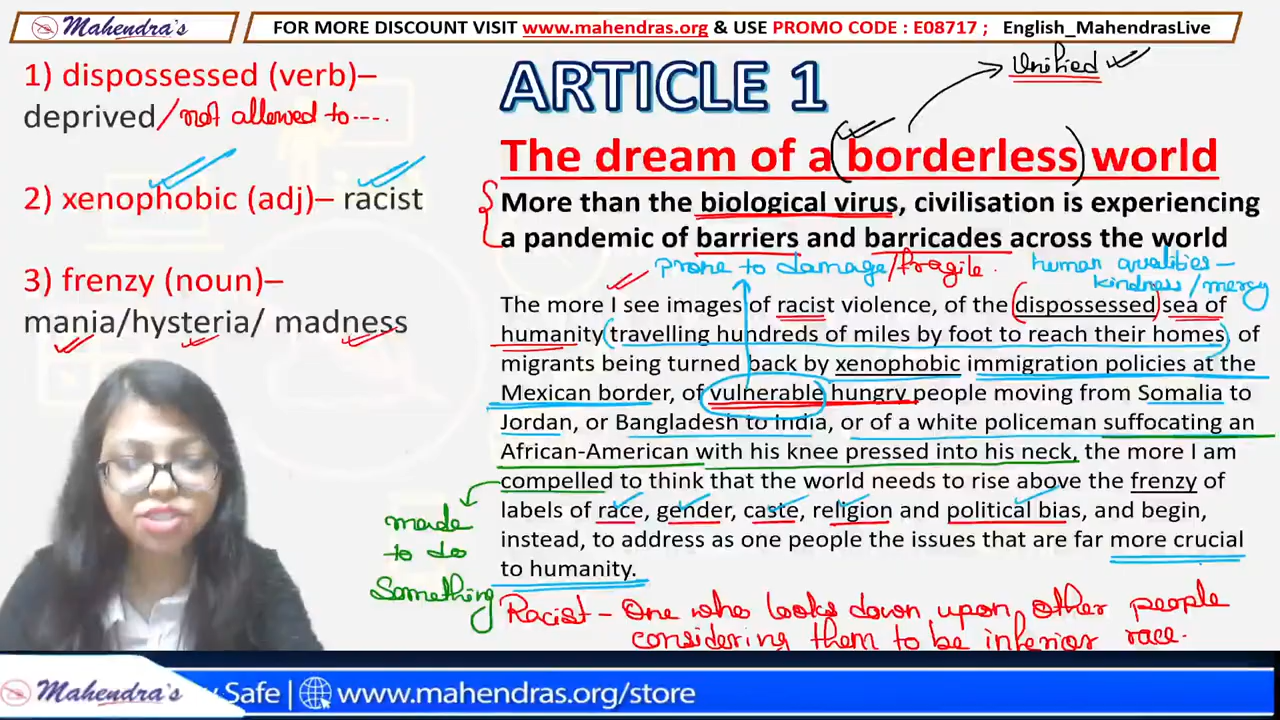 Mahendra's
FOR MORE DISCOUNT VISIT www.mahendras.org & USE PROMO CODE : E08717 ; English_MahendrasLive
1) dispossessed (verb)–
deprived/not allowed to----.
2) xenophobic (adj)– racist
3) frenzy (noun)–
mania/hysteria/ madness
Unified
ARTICLE 1
The dream of a (borderless) world
More than the biological virus, civilisation is experiencing
a pandemic of barriers and barricades across the world
prone to damage/fragile.
human qualities –
kindness/mercy
The more I see images of racist violence, of the (dispossessed) sea of
humanity (travelling hundreds of miles by foot to reach their homes), of
migrants being turned back by xenophobic immigration policies at the
Mexican border, of vulnerable hungry people moving from Somalia to
Jordan, or Bangladesh to India, or of a white policeman suffocating an
African-American with his knee pressed into his neck, the more I am
compelled to think that the world needs to rise above the frenzy of
labels of race, gender, caste, religion and political bias, and begin,
instead, to address as one people the issues that are far more crucial
to humanity.
made
to do
Something
Racist – One who looks down upon other people
considering them to be inferior race.
Mahendra's y Safe | www.mahendras.org/store